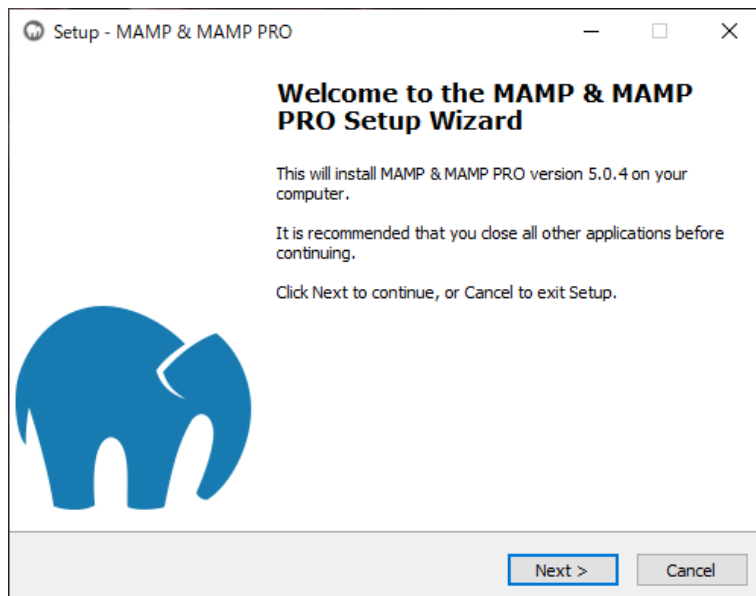 Setup - MAMP & MAMP PRO
Welcome to the MAMP & MAMP
PRO Setup Wizard
This will install MAMP & MAMP PRO version 5.0.4 on your
computer.
It is recommended that you close all other applications before
continuing.
Click Next to continue, or Cancel to exit Setup.
Next >
Cancel